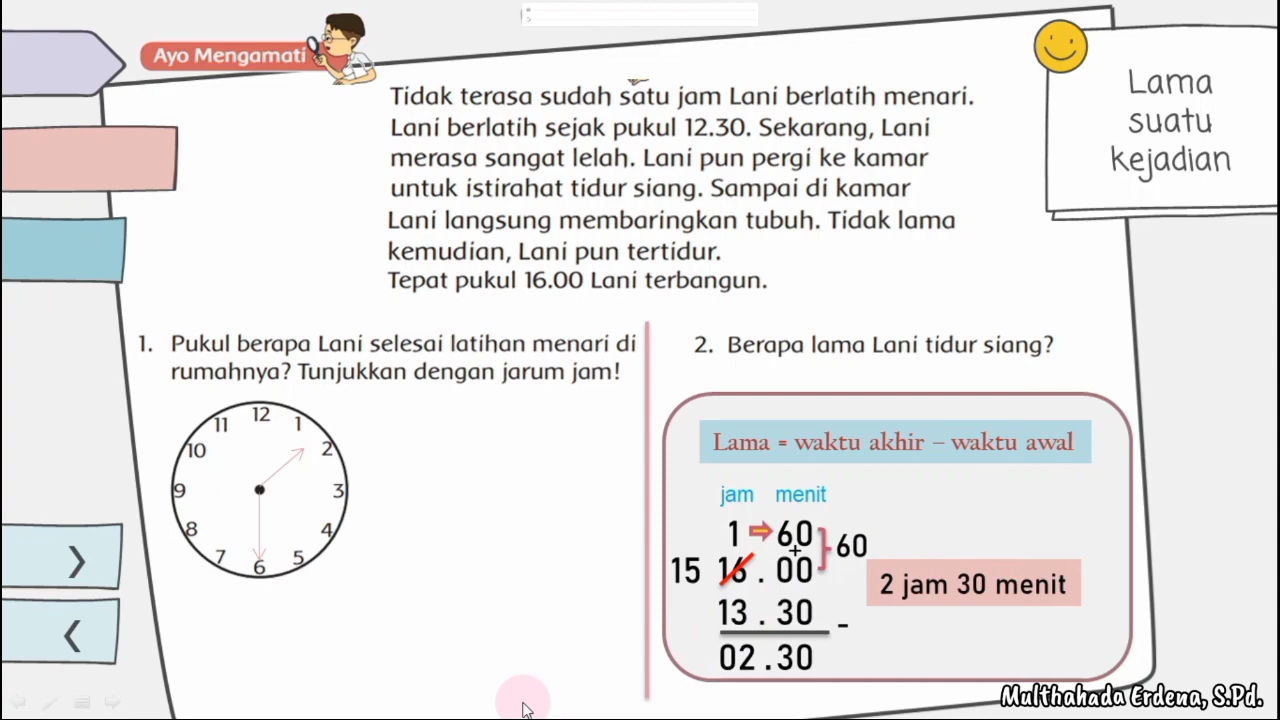 Ayo Mengamati
Lama
suatu
kejadian
Tidak terasa sudah satu jam Lani berlatih menari.
Lani berlatih sejak pukul 12.30. Sekarang, Lani
merasa sangat lelah. Lani pun pergi ke kamar
untuk istirahat tidur siang. Sampai di kamar
Lani langsung membaringkan tubuh. Tidak lama
kemudian, Lani pun tertidur.
Tepat pukul 16.00 Lani terbangun.
1. Pukul berapa Lani selesai latihan menari di
rumahnya? Tunjukkan dengan jarum jam!
12
11 1
10 2
9 3
8 4
7 5
6
2. Berapa lama Lani tidur siang?
Lama = waktu akhir – waktu awal
jam menit
1 60
+ 60
15 16 . 00
2 jam 30 menit
13 . 30 -
02 . 30
Multhahada Erdena, S.Pd.